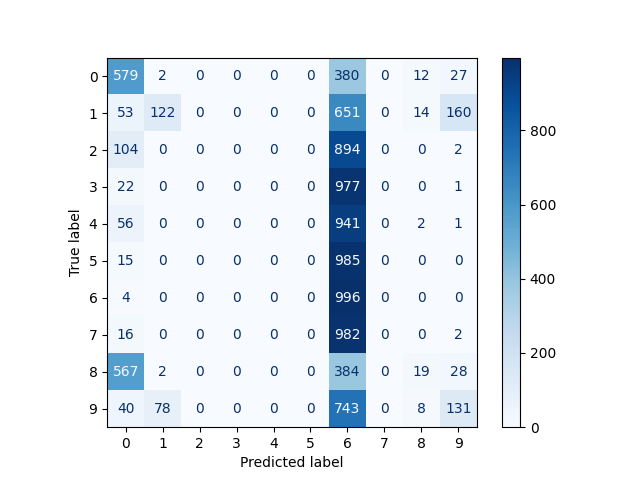 0 579 2 0 0 0 0 380 0 12 27
1 53 122 0 0 0 0 651 0 14 160
2 104 0 0 0 0 0 894 0 0 2
3 22 0 0 0 0 0 977 0 0 1
4 56 0 0 0 0 0 941 0 2 1
5 15 0 0 0 0 0 985 0 0 0
6 4 0 0 0 0 0 996 0 0 0
7 16 0 0 0 0 0 982 0 0 2
8 567 2 0 0 0 0 384 0 19 28
9 40 78 0 0 0 0 743 0 8 131
0 1 2 3 4 5 6 7 8 9
True label
Predicted label
800
600
400
200
0